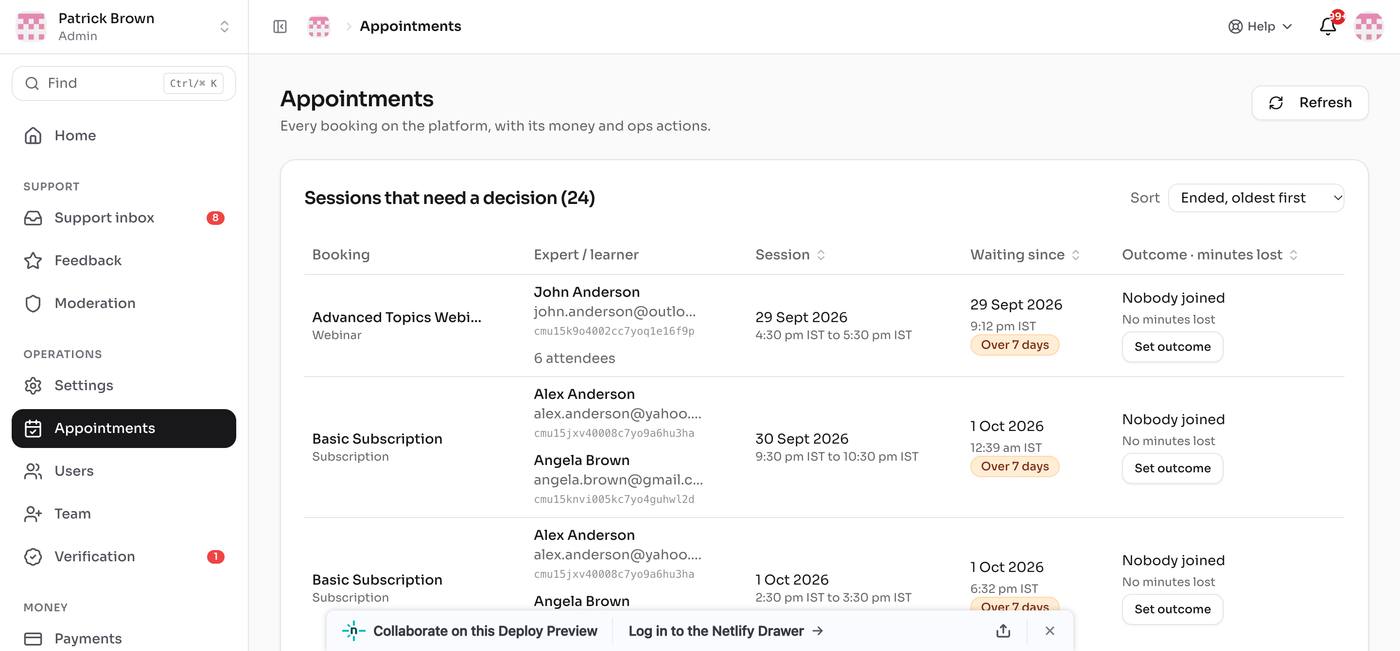 Patrick Brown
Admin
Appointments
Help
99+
Find
Ctrl/⌘ K
Home
SUPPORT
Support inbox
8
Feedback
Moderation
OPERATIONS
Settings
Appointments
Users
Team
Verification
1
MONEY
Payments
Appointments
Every booking on the platform, with its money and ops actions.
Refresh
Sessions that need a decision (24)
Sort
Ended, oldest first
Booking
Expert / learner
Session
Waiting since
Outcome · minutes lost
Advanced Topics Webi...
Webinar
John Anderson
john.anderson@outlo...
cmu15k9o4002cc7yoq1e16f9p
6 attendees
29 Sept 2026
4:30 pm IST to 5:30 pm IST
29 Sept 2026
9:12 pm IST
Over 7 days
Nobody joined
No minutes lost
Set outcome
Basic Subscription
Subscription
Alex Anderson
alex.anderson@yahoo....
cmu15jxv40008c7yo9a6hu3ha
Angela Brown
angela.brown@gmail.c...
cmu15knvi005kc7yo4guhwl2d
30 Sept 2026
9:30 pm IST to 10:30 pm IST
1 Oct 2026
12:39 am IST
Over 7 days
Nobody joined
No minutes lost
Set outcome
Basic Subscription
Subscription
Alex Anderson
alex.anderson@yahoo....
cmu15jxv40008c7yo9a6hu3ha
Angela Brown
1 Oct 2026
2:30 pm IST to 3:30 pm IST
1 Oct 2026
6:32 pm IST
Over 7 days
Nobody joined
No minutes lost
Set outcome
Collaborate on this Deploy Preview
Log in to the Netlify Drawer →